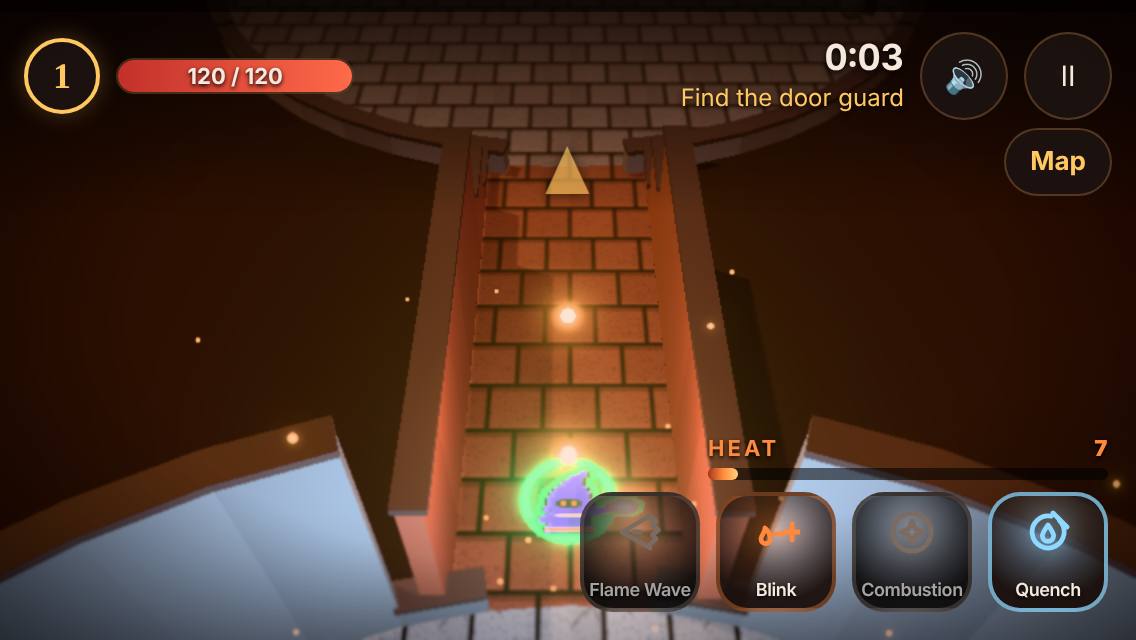 1
120 / 120
0:03
Find the door guard
Map
HEAT 7
Flame Wave
Blink
Combustion
Quench